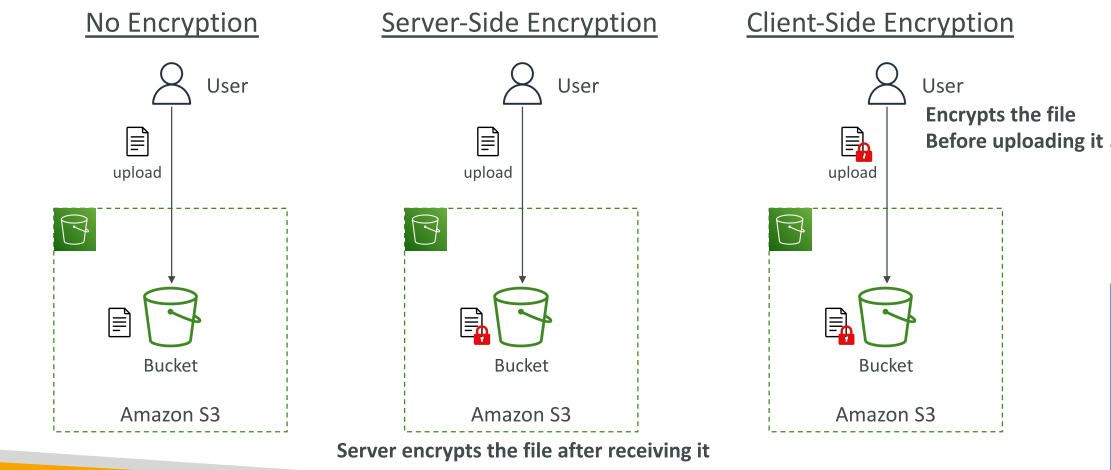 No Encryption
User
upload
Bucket
Amazon S3
Server-Side Encryption
User
upload
Bucket
Amazon S3
Server encrypts the file after receiving it
Client-Side Encryption
User
Encrypts the file
Before uploading it .
upload
Bucket
Amazon S3